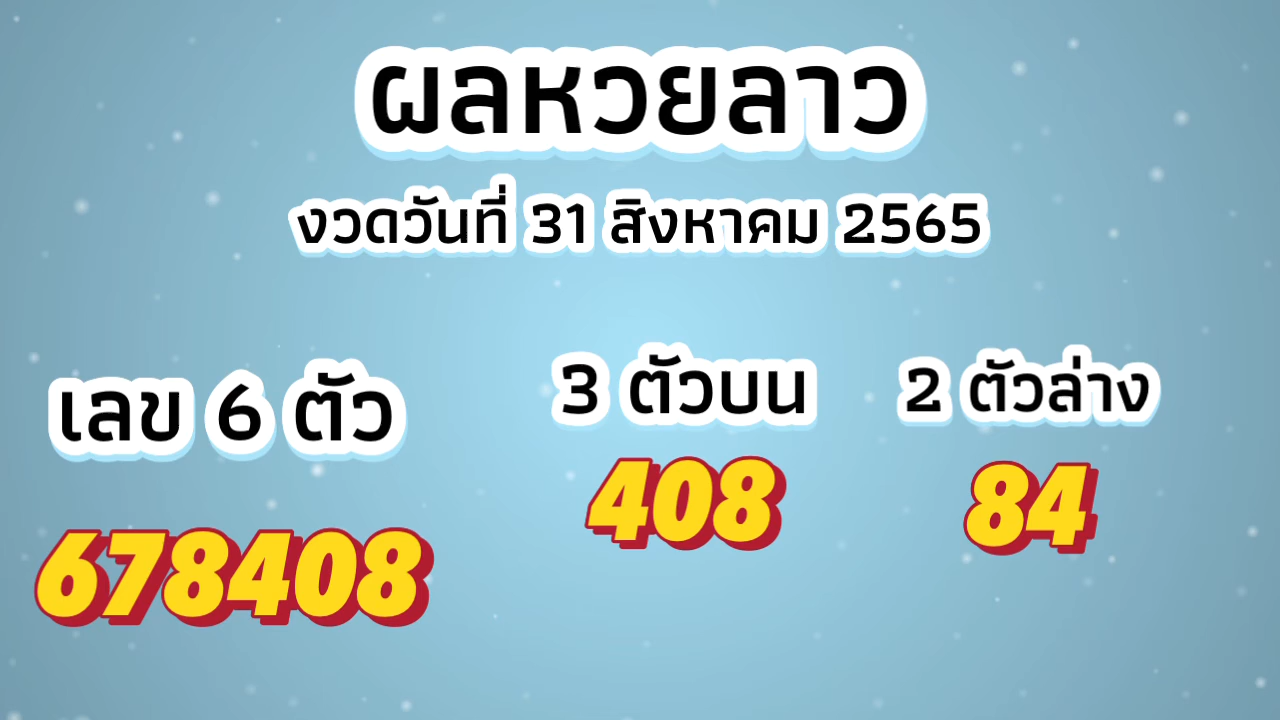 ผลหวยลาว
งวดวันที่ 31 สิงหาคม 2565
เลข 6 ตัว
678408
3 ตัวบน
408
2 ตัวล่าง
84